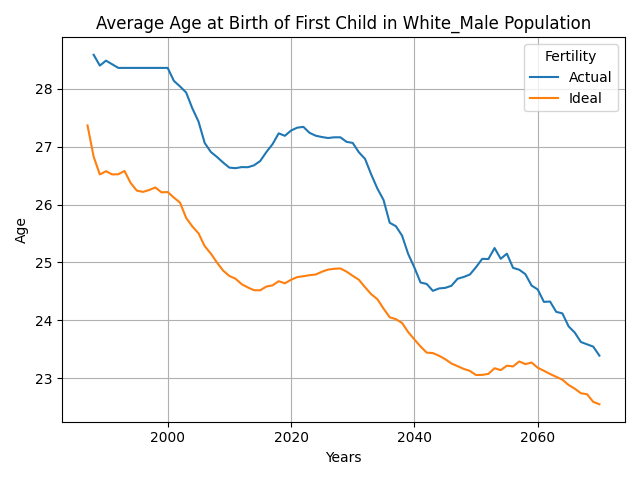 Average Age at Birth of First Child in White_Male Population
Fertility
Actual
Ideal
Age
28
27
26
25
24
23
2000
2020
2040
2060
Years